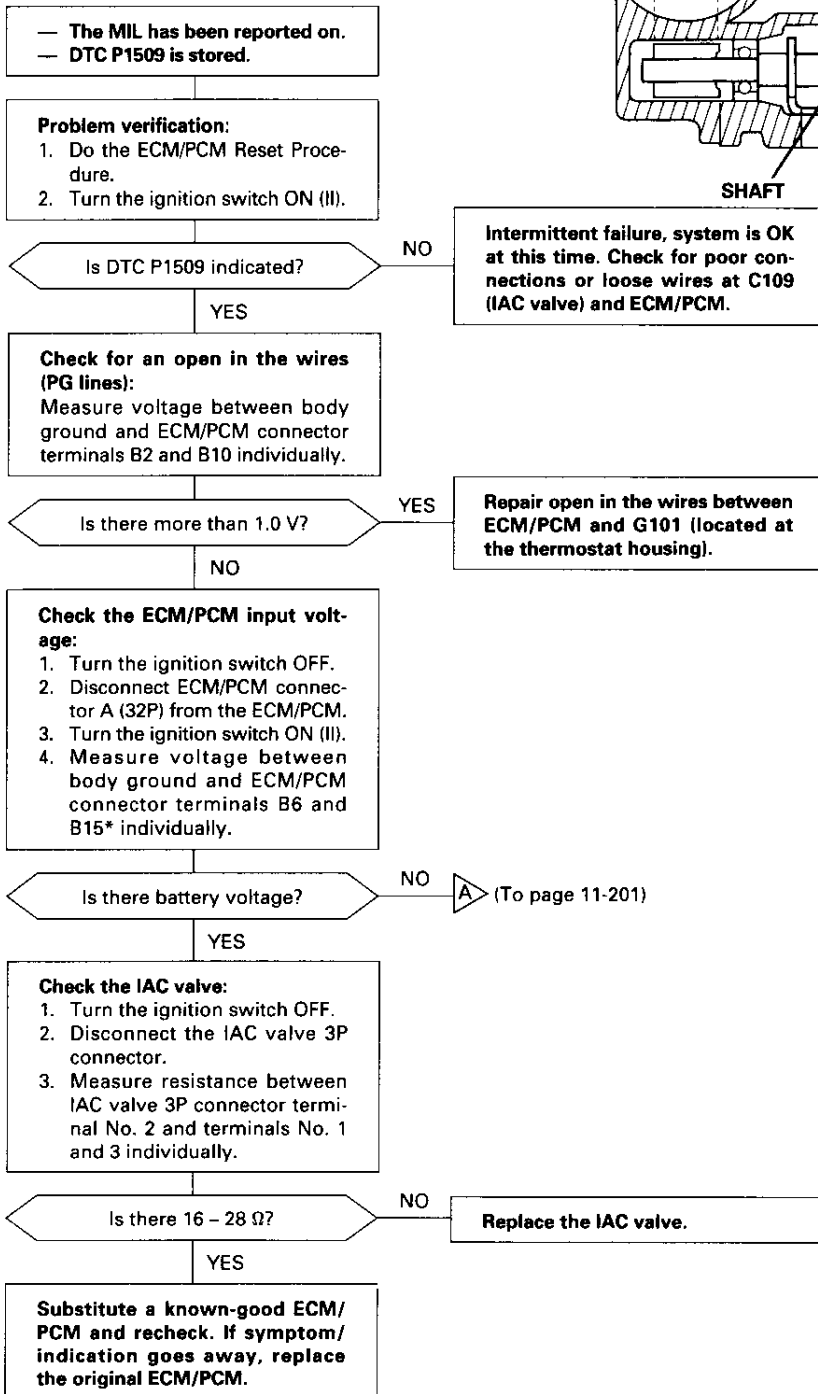 — The MIL has been reported on.
— DTC P1509 is stored.
Problem verification:
1. Do the ECM/PCM Reset Proce-
dure.
2. Turn the ignition switch ON (II).
SHAFT
Is DTC P1509 indicated?
NO
Intermittent failure, system is OK
at this time. Check for poor con-
nections or loose wires at C109
(IAC valve) and ECM/PCM.
YES
Check for an open in the wires
(PG lines):
Measure voltage between body
ground and ECM/PCM connector
terminals B2 and B10 individually.
Is there more than 1.0 V?
YES
Repair open in the wires between
ECM/PCM and G101 (located at
the thermostat housing).
NO
Check the ECM/PCM input volt-
age:
1. Turn the ignition switch OFF.
2. Disconnect ECM/PCM connec-
tor A (32P) from the ECM/PCM.
3. Turn the ignition switch ON (II).
4. Measure voltage between
body ground and ECM/PCM
connector terminals B6 and
B15* individually.
Is there battery voltage?
NO
A (To page 11-201)
YES
Check the IAC valve:
1. Turn the ignition switch OFF.
2. Disconnect the IAC valve 3P
connector.
3. Measure resistance between
IAC valve 3P connector termi-
nal No. 2 and terminals No. 1
and 3 individually.
Is there 16 – 28 Ω?
NO
Replace the IAC valve.
YES
Substitute a known-good ECM/
PCM and recheck. If symptom/
indication goes away, replace
the original ECM/PCM.